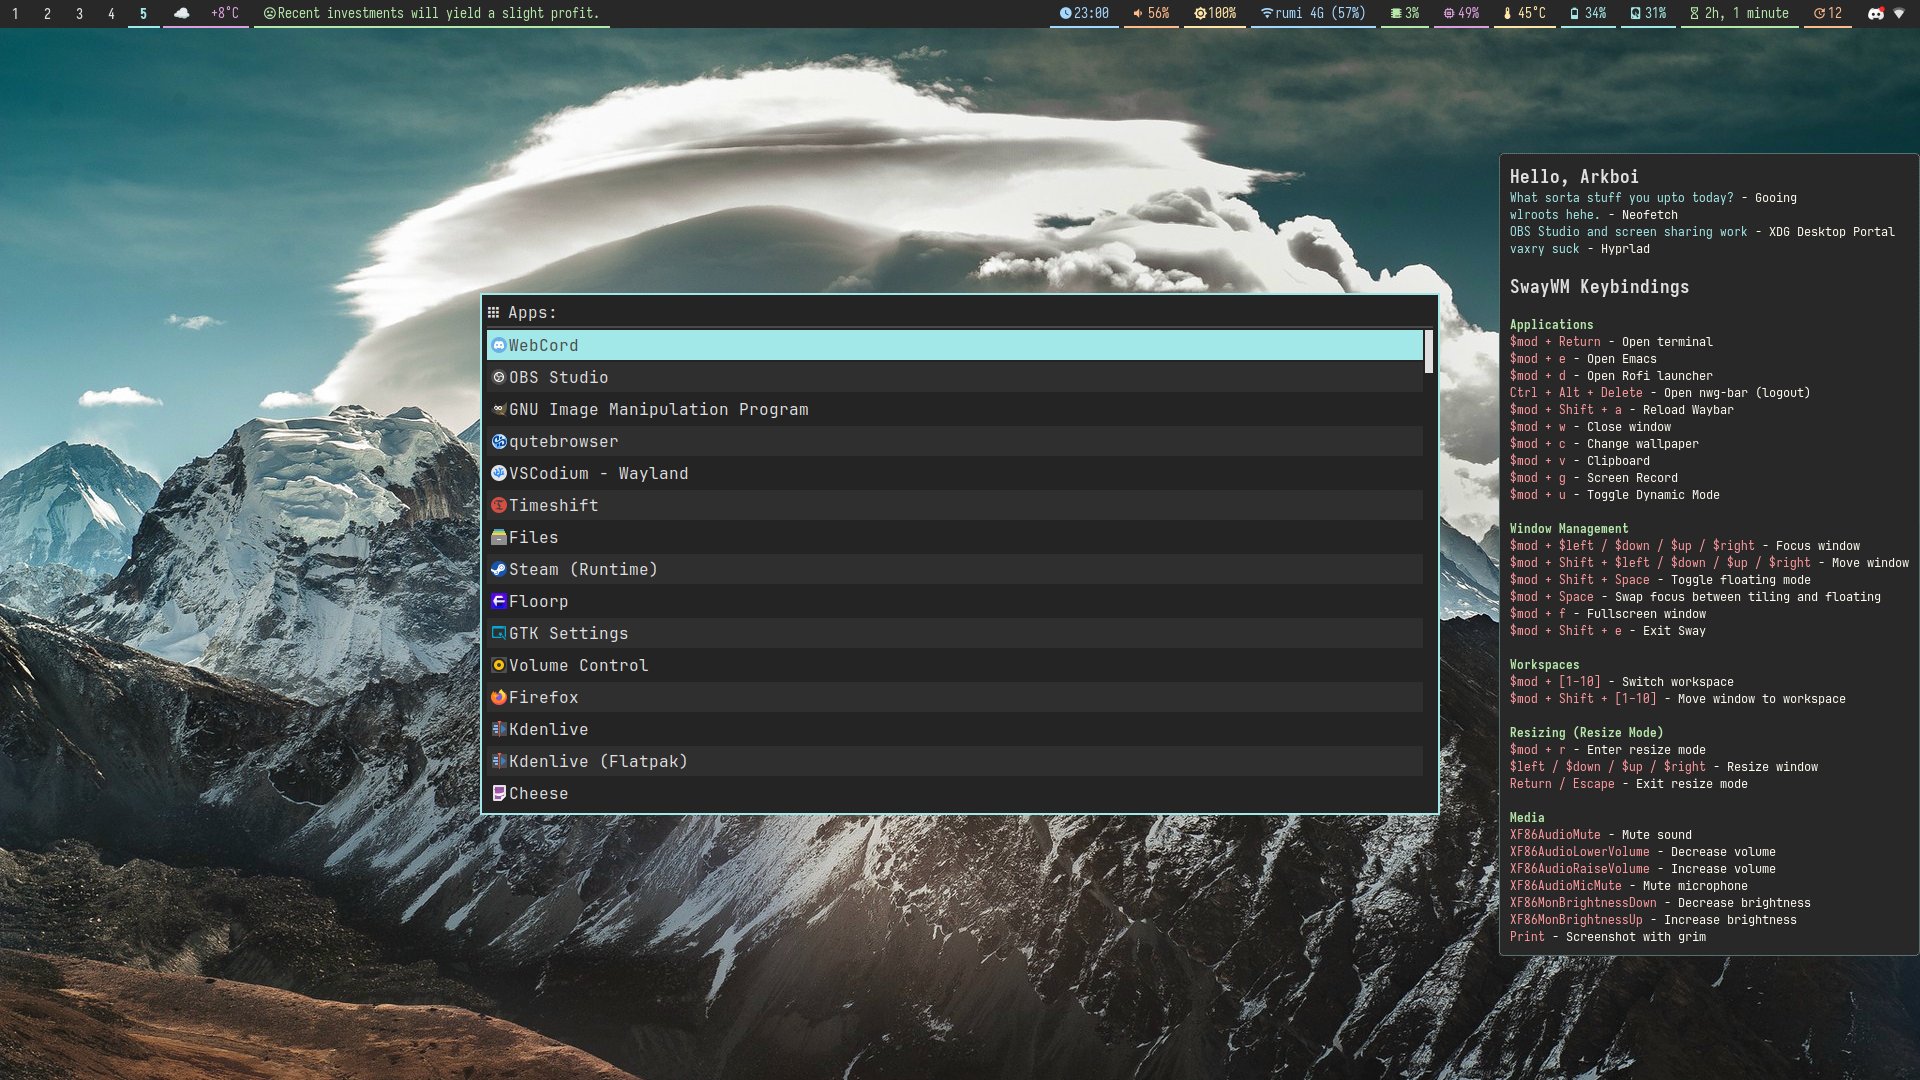 1 2 3 4 5 +8°C Recent investments will yield a slight profit. 23:00 56% 100% rumi 4G (57%) 3% 49% 45°C 34% 31% 2h, 1 minute 12
Apps:
WebCord
OBS Studio
GNU Image Manipulation Program
qutebrowser
VSCodium - Wayland
Timeshift
Files
Steam (Runtime)
Floorp
GTK Settings
Volume Control
Firefox
Kdenlive
Kdenlive (Flatpak)
Cheese
Hello, Arkboi
What sorta stuff you upto today? - Gooing
wlroots hehe. - Neofetch
OBS Studio and screen sharing work - XDG Desktop Portal
vaxry suck - Hyprlad
SwayWM Keybindings
Applications
$mod + Return - Open terminal
$mod + e - Open Emacs
$mod + d - Open Rofi launcher
Ctrl + Alt + Delete - Open nwg-bar (logout)
$mod + Shift + a - Reload Waybar
$mod + w - Close window
$mod + c - Change wallpaper
$mod + v - Clipboard
$mod + g - Screen Record
$mod + u - Toggle Dynamic Mode
Window Management
$mod + $left / $down / $up / $right - Focus window
$mod + Shift + $left / $down / $up / $right - Move window
$mod + Shift + Space - Toggle floating mode
$mod + Space - Swap focus between tiling and floating
$mod + f - Fullscreen window
$mod + Shift + e - Exit Sway
Workspaces
$mod + [1-10] - Switch workspace
$mod + Shift + [1-10] - Move window to workspace
Resizing (Resize Mode)
$mod + r - Enter resize mode
$left / $down / $up / $right - Resize window
Return / Escape - Exit resize mode
Media
XF86AudioMute - Mute sound
XF86AudioLowerVolume - Decrease volume
XF86AudioRaiseVolume - Increase volume
XF86AudioMicMute - Mute microphone
XF86MonBrightnessDown - Decrease brightness
XF86MonBrightnessUp - Increase brightness
Print - Screenshot with grim